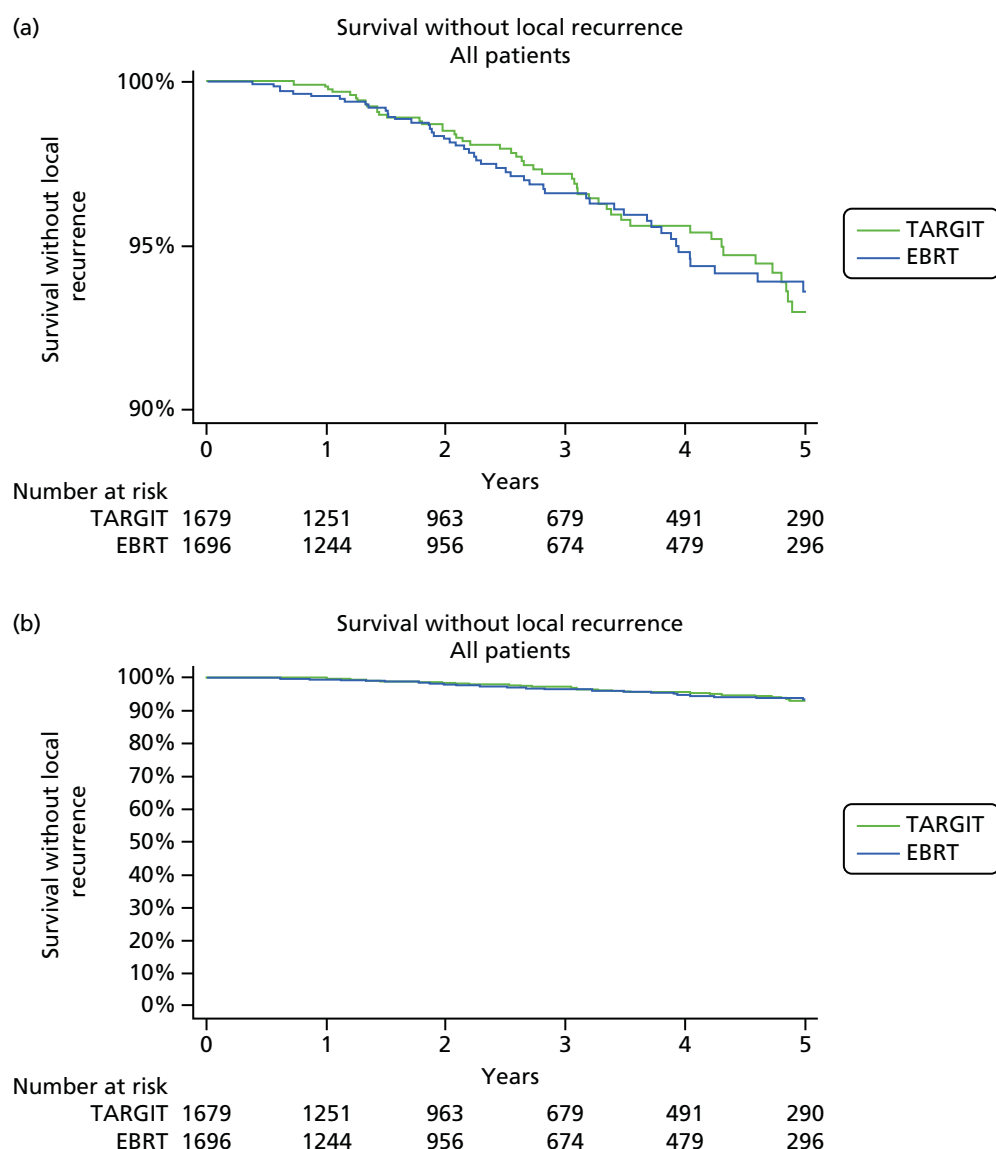 (a)
Survival without local recurrence
All patients
100%
95%
90%
Survival without local
recurrence
TARGIT
EBRT
0 1 2 3 4 5
Years
Number at risk
TARGIT 1679 1251 963 679 491 290
EBRT 1696 1244 956 674 479 296
(b)
Survival without local recurrence
All patients
100%
90%
80%
70%
60%
50%
40%
30%
20%
10%
0%
Survival without local
recurrence
TARGIT
EBRT
0 1 2 3 4 5
Years
Number at risk
TARGIT 1679 1251 963 679 491 290
EBRT 1696 1244 956 674 479 296